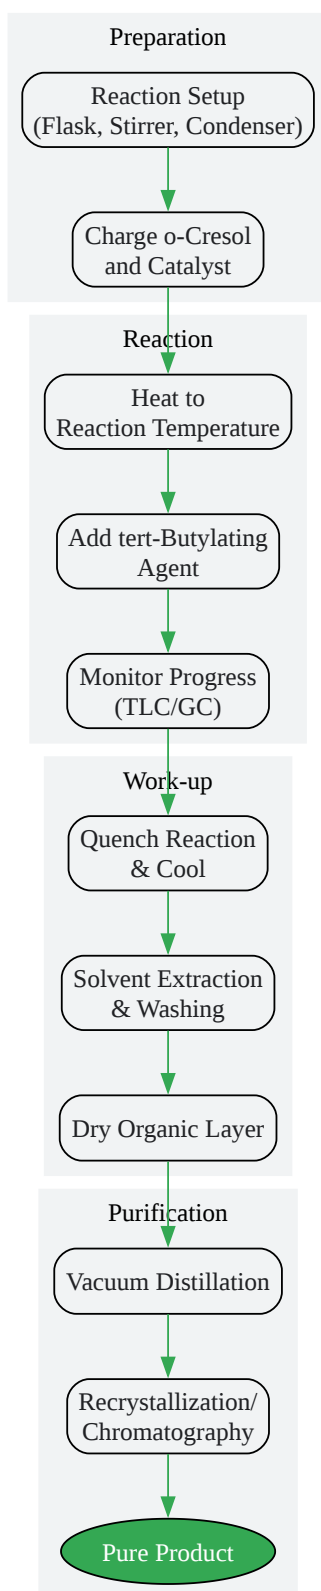 Preparation
Reaction Setup
(Flask, Stirrer, Condenser)
Charge o-Cresol
and Catalyst
Reaction
Heat to
Reaction Temperature
Add tert-Butylating
Agent
Monitor Progress
(TLC/GC)
Work-up
Quench Reaction
& Cool
Solvent Extraction
& Washing
Dry Organic Layer
Purification
Vacuum Distillation
Recrystallization/
Chromatography
Pure Product